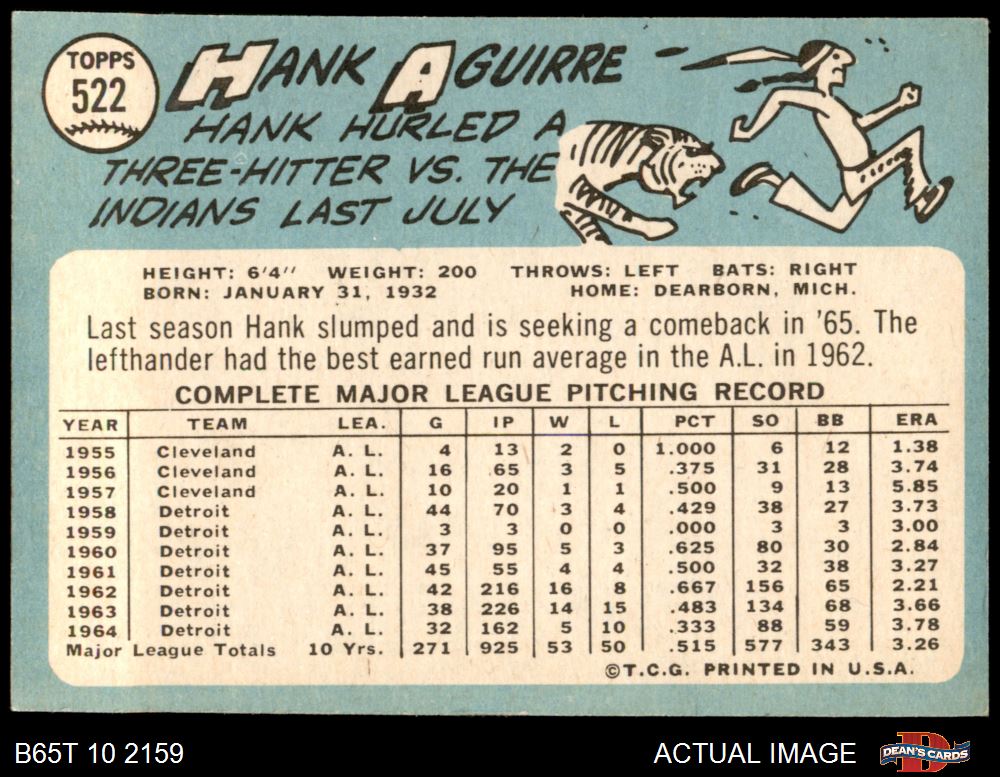 TOPPS
522
HANK AGUIRRE
HANK HURLED A
THREE-HITTER VS. THE
INDIANS LAST JULY
HEIGHT: 6'4" WEIGHT: 200 THROWS: LEFT BATS: RIGHT
BORN: JANUARY 31, 1932 HOME: DEARBORN, MICH.
Last season Hank slumped and is seeking a comeback in '65. The
lefthander had the best earned run average in the A.L. in 1962.
COMPLETE MAJOR LEAGUE PITCHING RECORD
YEAR TEAM LEA. G IP W L PCT SO BB ERA
1955 Cleveland A. L. 4 13 2 0 1.000 6 12 1.38
1956 Cleveland A. L. 16 65 3 5 .375 31 28 3.74
1957 Cleveland A. L. 10 20 1 1 .500 9 13 5.85
1958 Detroit A. L. 44 70 3 4 .429 38 27 3.73
1959 Detroit A. L. 3 3 0 0 .000 3 3 3.00
1960 Detroit A. L. 37 95 5 3 .625 80 30 2.84
1961 Detroit A. L. 45 55 4 4 .500 32 38 3.27
1962 Detroit A. L. 42 216 16 8 .667 156 65 2.21
1963 Detroit A. L. 38 226 14 15 .483 134 68 3.66
1964 Detroit A. L. 32 162 5 10 .333 88 59 3.78
Major League Totals 10 Yrs. 271 925 53 50 .515 577 343 3.26
©T.C.G. PRINTED IN U.S.A.
B65T 10 2159 ACTUAL IMAGE DEAN'S CARDS